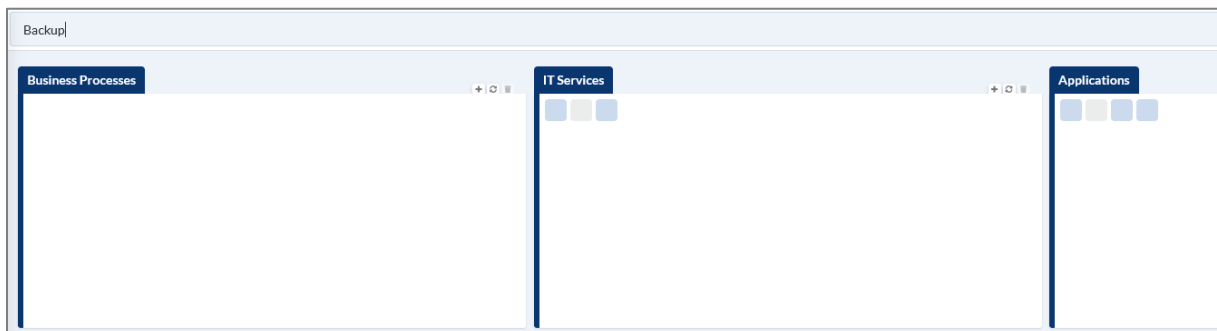 Backup
Business Processes
IT Services
Applications